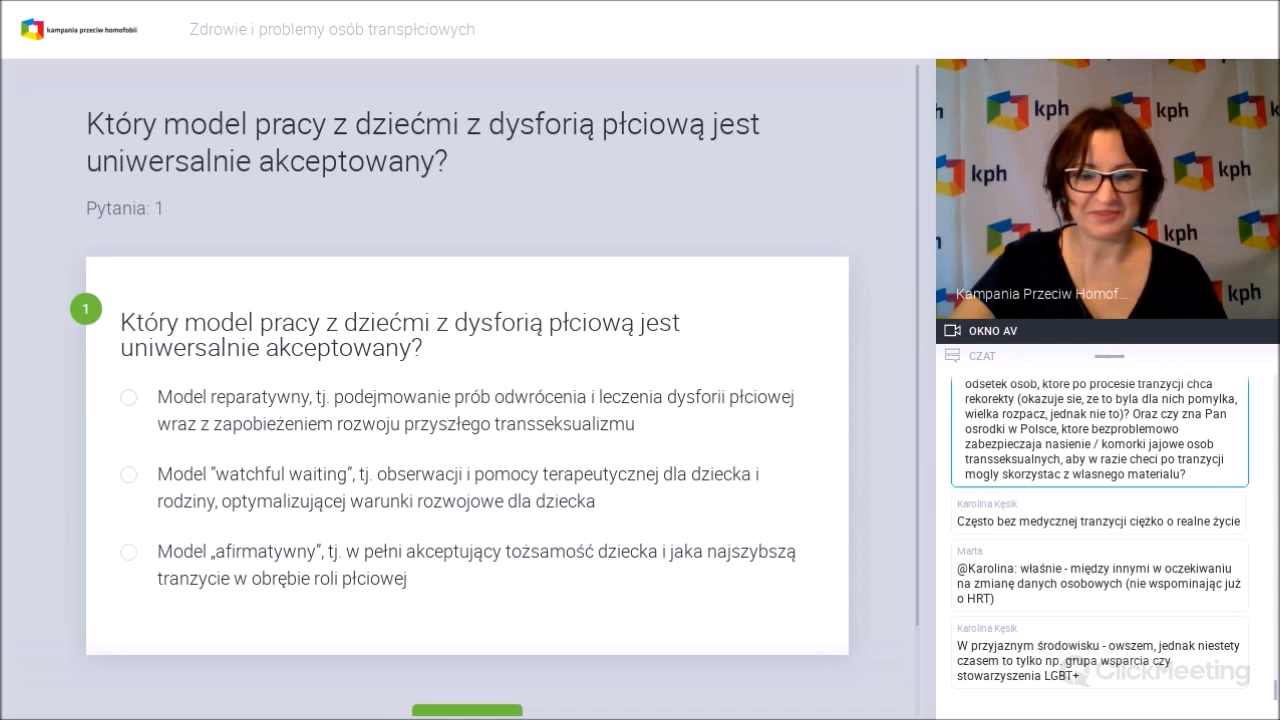 kampania przeciw homofobii
Zdrowie i problemy osób transpłciowych
Który model pracy z dziećmi z dysforią płciową jest
uniwersalnie akceptowany?
Pytania: 1
1
Który model pracy z dziećmi z dysforią płciową jest
uniwersalnie akceptowany?
Model reparatywny, tj. podejmowanie prób odwrócenia i leczenia dysforii płciowej
wraz z zapobieżeniem rozwoju przyszłego transseksualizmu
Model "watchful waiting", tj. obserwacji i pomocy terapeutycznej dla dziecka i
rodziny, optymalizującej warunki rozwojowe dla dziecka
Model „afirmatywny”, tj. w pełni akceptujący tożsamość dziecka i jaka najszybszą
tranzycie w obrębie roli płciowej
kph
kph
kph
kph
kph
kph
kph
Kampania Przeciw Homof...
OKNO AV
CZAT
odsetek osob, ktore po procesie tranzycji chca
rekorekty (okazuje sie, ze to byla dla nich pomylka,
wielka rozpacz, jednak nie to)? Oraz czy zna Pan
osrodki w Polsce, ktore bezproblemowo
zabezpieczaja nasienie / komorki jajowe osob
transseksualnych, aby w razie checi po tranzycji
mogly skorzystac z wlasnego materialu?
Karolina Kęsik
Często bez medycznej tranzycji ciężko o realne życie
Marta
@Karolina: właśnie - między innymi w oczekiwaniu
na zmianę danych osobowych (nie wspominając już
o HRT)
Karolina Kęsik
W przyjaznym środowisku - owszem, jednak niestety
czasem to tylko np. grupa wsparcia czy
stowarzyszenia LGBT+
ClickMeeting